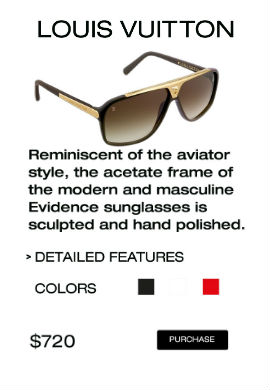 LOUIS VUITTON
Reminiscent of the aviator
style, the acetate frame of
the modern and masculine
Evidence sunglasses is
sculpted and hand polished.
> DETAILED FEATURES
COLORS
$720
PURCHASE